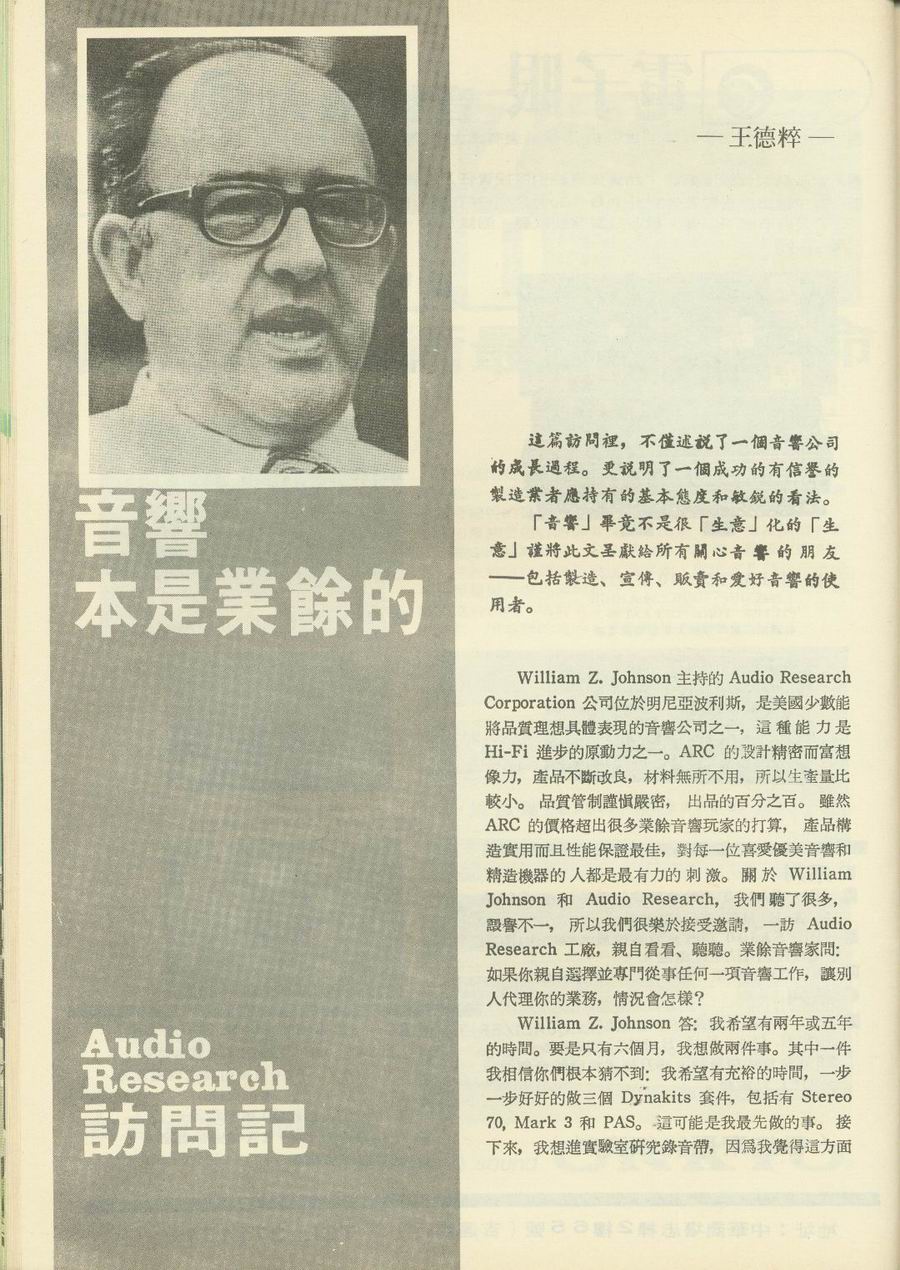 音響
本是業餘的
Audio
Research
訪問記
— 王德粹 —
這篇訪問裡，不僅述説了一個音響公司
的成長過程。更説明了一個成功的有信譽的
製造業者應持有的基本態度和敏銳的看法。
「音響」畢竟不是很「生意」化的「生
意」謹將此文呈獻給所有關心音響的朋友
——包括製造、宣傳、販賣和愛好音響的使
用者。
William Z. Johnson 主持的 Audio Research
Corporation 公司位於明尼亞波利斯，是美國少數能
將品質理想具體表現的音響公司之一，這種能力是
Hi-Fi 進步的原動力之一。ARC 的設計精密而富想
像力，產品不斷改良，材料無所不用，所以生產量比
較小。品質管制謹愼嚴密，出品的百分之百。雖然
ARC 的價格超出很多業餘音響玩家的打算，產品構
造實用而且性能保證最佳，對每一位喜愛優美音響和
精造機器的人都是最有力的刺激。關於 William
Johnson 和 Audio Research，我們聽了很多，
譽不一，所以我們很樂於接受邀請，一訪 Audio
Research 工廠，親自看看、聽聽。業餘音響家問：
如果你親自選擇並專門從事任何一項音響工作，讓別
人代理你的業務，情況會怎樣？
William Z. Johnson 答：我希望有兩年或五年
的時間。要是只有六個月，我想做兩件事。其中一件
我相信你們根本猜不到：我希望有充裕的時間，一步
一步好好的做三個 Dynakits 套件，包括有 Stereo
70, Mark 3 和 PAS。這可能是我最先做的事。接
下來，我想進實驗室研究錄音帶，因爲我覺得這方面